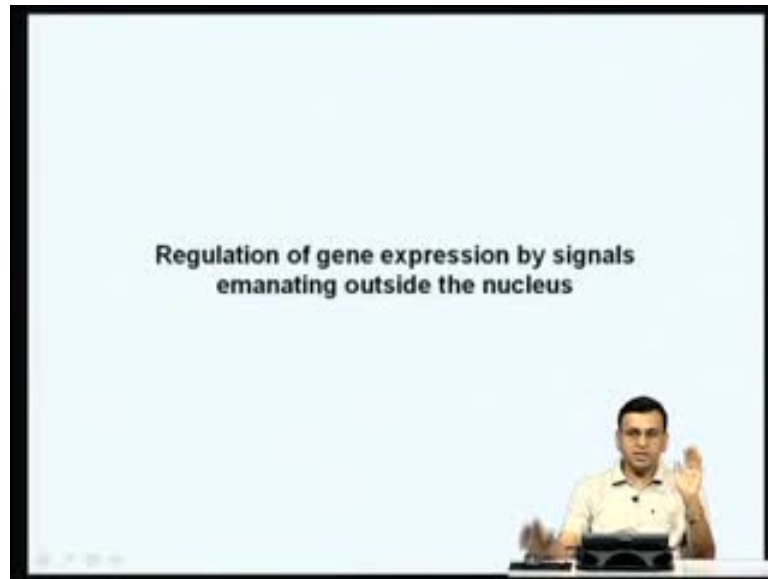 Regulation of gene expression by signals
emanating outside the nucleus